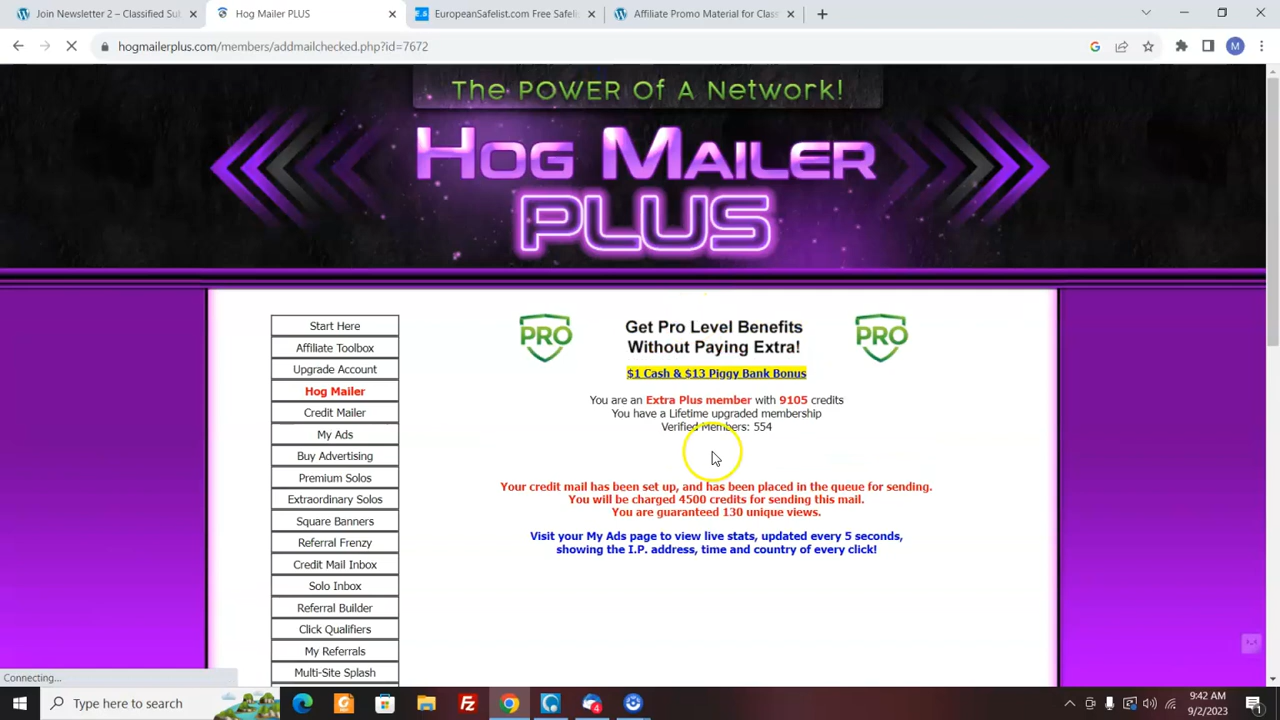 Join Newsletter 2 – Classified Sub
Hog Mailer PLUS
EuropeanSafelist.com Free Safelis
Affiliate Promo Material for Class
hogmailerplus.com/members/addmailchecked.php?id=7672
M
The POWER Of A Network!
HOG MAILER
PLUS
Start Here
Affiliate Toolbox
Upgrade Account
Hog Mailer
Credit Mailer
My Ads
Buy Advertising
Premium Solos
Extraordinary Solos
Square Banners
Referral Frenzy
Credit Mail Inbox
Solo Inbox
Referral Builder
Click Qualifiers
My Referrals
Multi-Site Splash
PRO
Get Pro Level Benefits
Without Paying Extra!
PRO
$1 Cash & $13 Piggy Bank Bonus
You are an Extra Plus member with 9105 credits
You have a Lifetime upgraded membership
Verified Members: 554
Your credit mail has been set up, and has been placed in the queue for sending.
You will be charged 4500 credits for sending this mail.
You are guaranteed 130 unique views.
Visit your My Ads page to view live stats, updated every 5 seconds,
showing the I.P. address, time and country of every click!
Connecting...
Type here to search
4
9:42 AM
9/2/2023
1